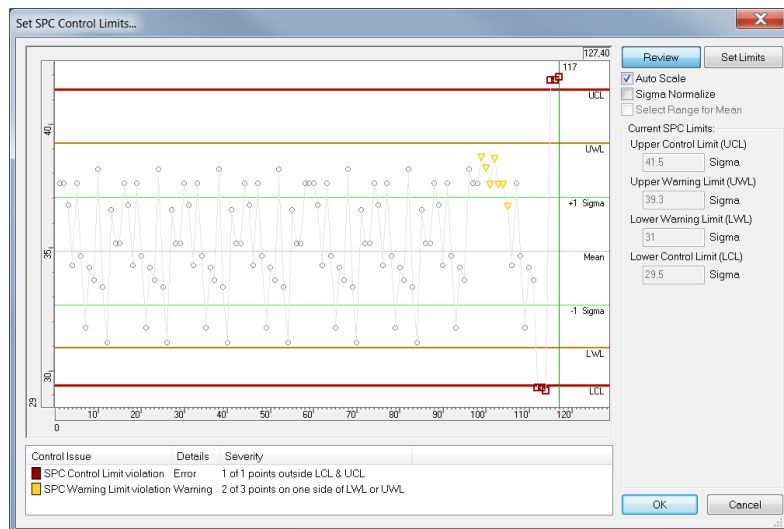 Set SPC Control Limits...
127,40
117
UCL
40
UWL
+1 Sigma
35
Mean
-1 Sigma
LWL
30
LCL
29
10' 20' 30' 40' 50' 60' 70' 80' 90' 100' 110' 120'
0
Review Set Limits
Auto Scale
Sigma Normalize
Select Range for Mean
Current SPC Limits:
Upper Control Limit (UCL)
41.5 Sigma
Upper Warning Limit (UWL)
39.3 Sigma
Lower Warning Limit (LWL)
31 Sigma
Lower Control Limit (LCL)
29.5 Sigma
Control Issue Details Severity
SPC Control Limit violation Error 1 of 1 points outside LCL & UCL
SPC Warning Limit violation Warning 2 of 3 points on one side of LWL or UWL
OK Cancel